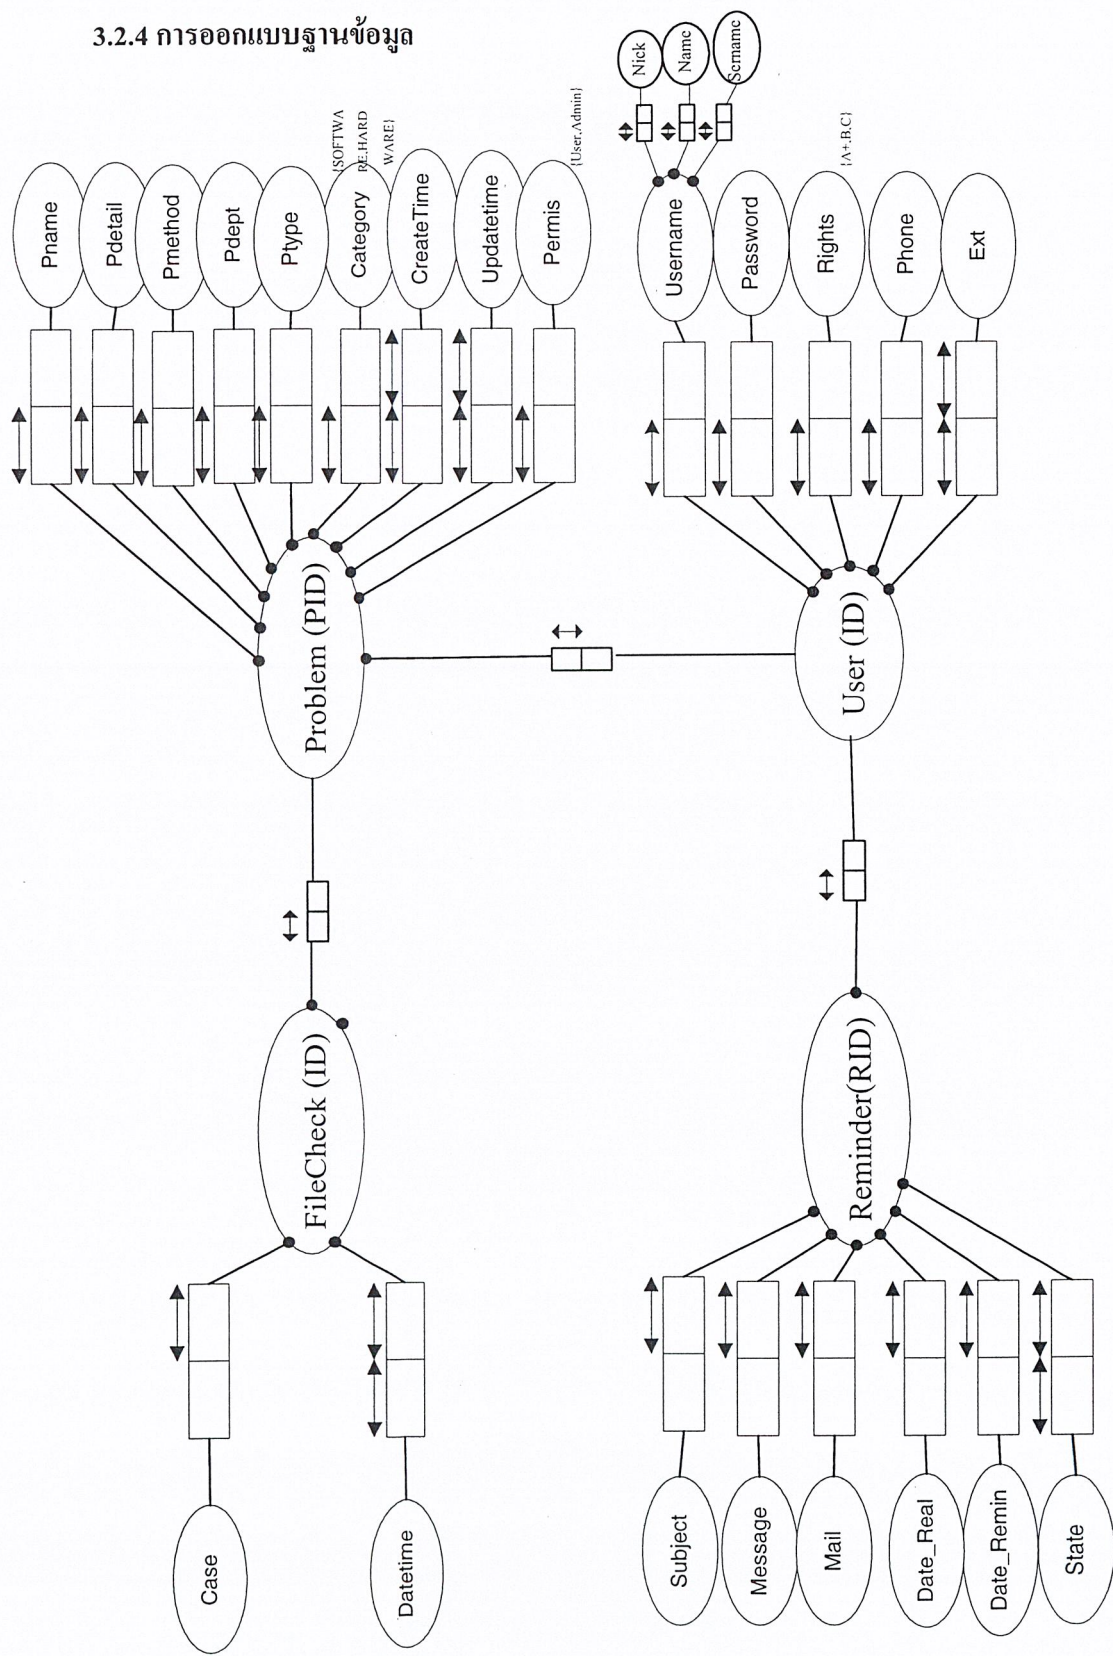 3.2.4 การออกแบบฐานข้อมูล
Nick
Name
Sername
Pname
Pdetail
Pmethod
Pdept
Ptype
Category
{SOFTWA
RE.HARD
WARE}
CreateTime
Updatetime
Permis
{User.Admin}
Username
Password
Rights
{A+.B.C}
Phone
Ext
Problem (PID)
User (ID)
FileCheck (ID)
Reminder(RID)
Case
Datetime
Subject
Message
Mail
Date_Real
Date_Remin
State